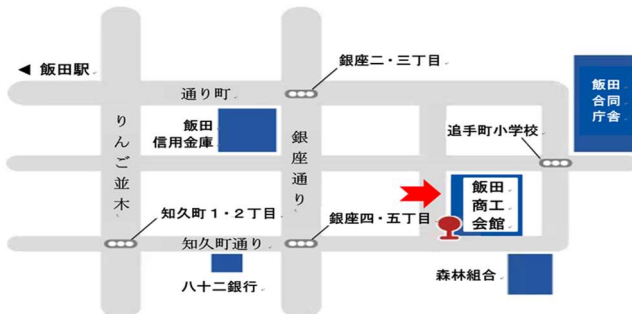 銀座二・三丁目
◀ 飯田駅
通り町
飯田
合同
庁舎
飯田
信用金庫
りんご並木
銀座通り
追手町小学校
飯田
商工
会館
知久町1・2丁目
銀座四・五丁目
知久町通り
八十二銀行
森林組合